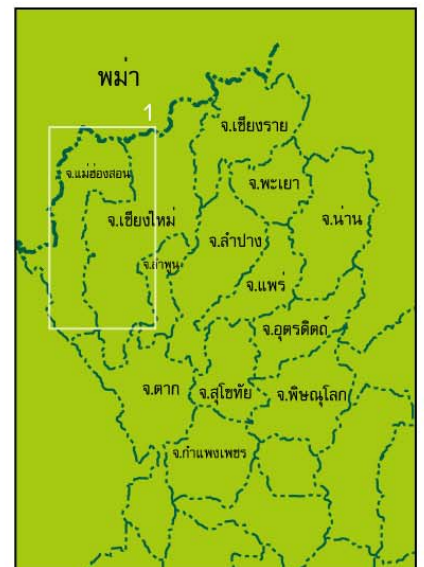 พม่า
1
จ.เชียงราย
จ.แม่ฮ่องสอน
จ.พะเยา
จ.เชียงใหม่
จ.น่าน
จ.ลำปาง
จ.ลำพูน
จ.แพร่
จ.อุตรดิตถ์
จ.ตาก
จ.สุโขทัย
จ.พิษณุโลก
จ.กำแพงเพชร